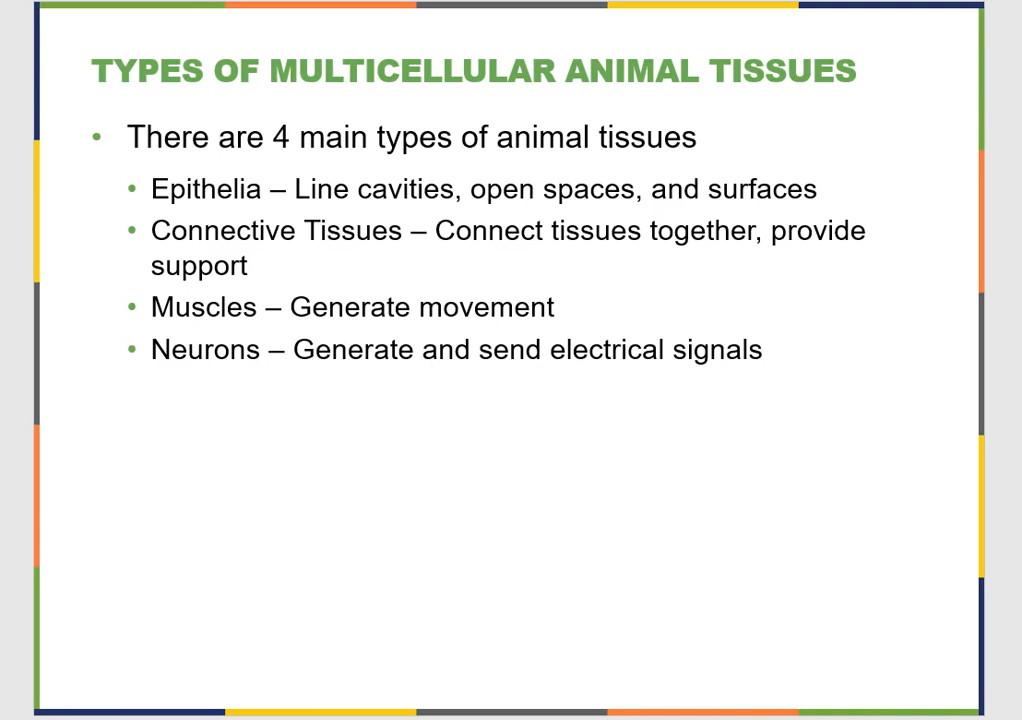 TYPES OF MULTICELLULAR ANIMAL TISSUES
• There are 4 main types of animal tissues
• Epithelia – Line cavities, open spaces, and surfaces
• Connective Tissues – Connect tissues together, provide
support
• Muscles – Generate movement
• Neurons – Generate and send electrical signals